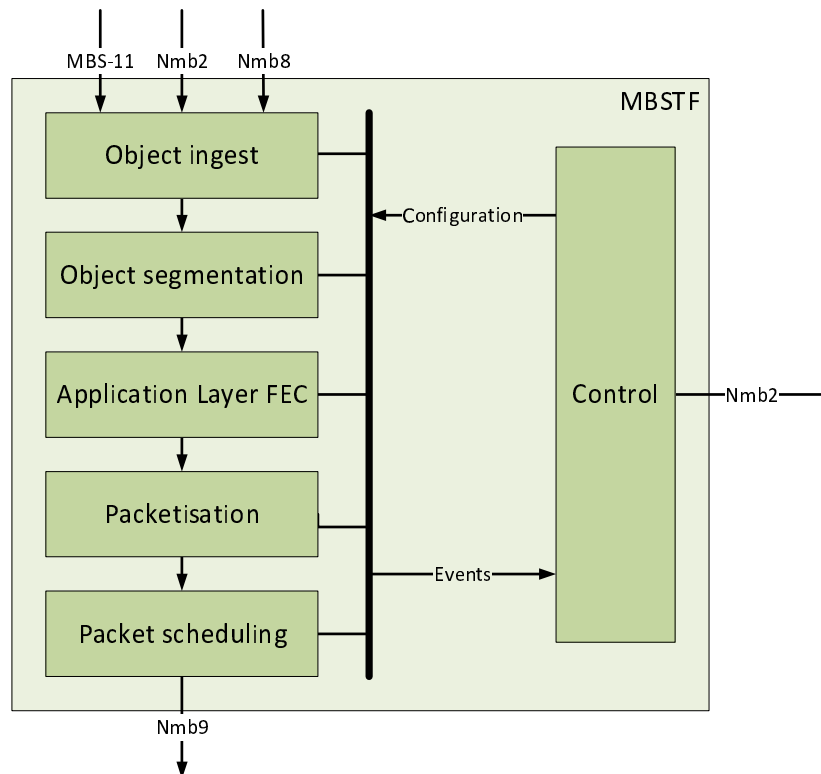 MBS-11
Nmb2
Nmb8
MBSTF
Object ingest
Configuration
Object segmentation
Application Layer FEC
Control
Nmb2
Packetisation
Events
Packet scheduling
Nmb9